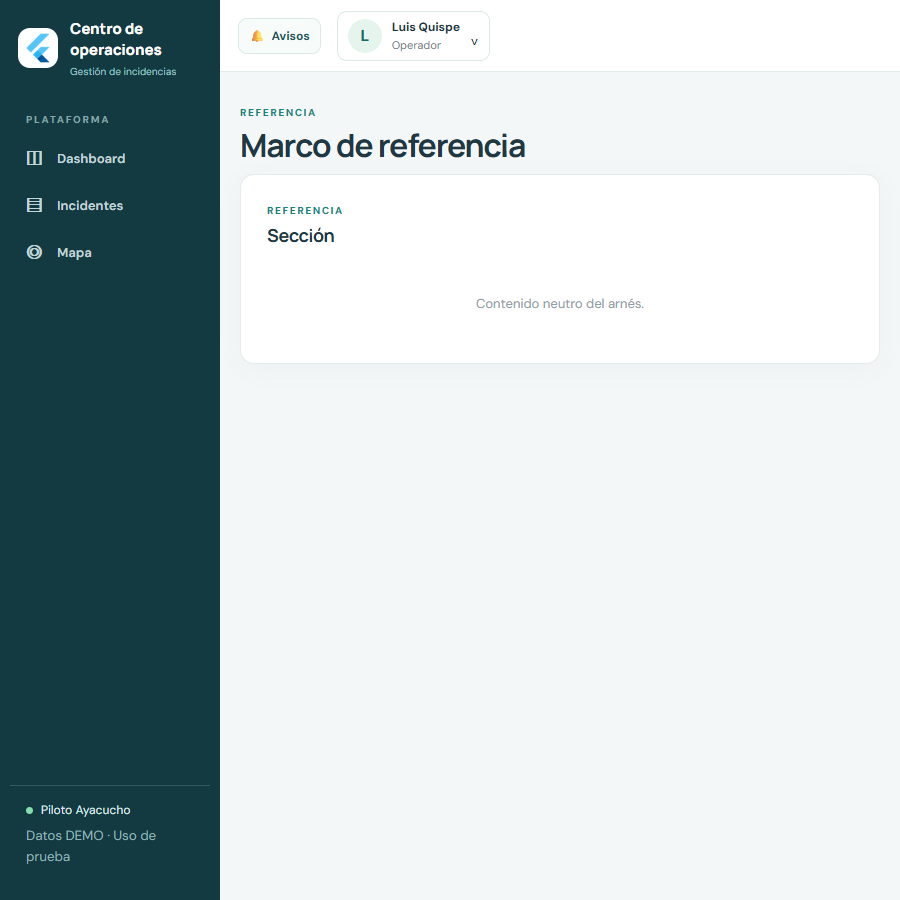 Centro de
operaciones
Gestión de incidencias
PLATAFORMA
Dashboard
Incidentes
Mapa
Piloto Ayacucho
Datos DEMO · Uso de
prueba
Avisos
L
Luis Quispe
Operador
REFERENCIA
Marco de referencia
REFERENCIA
Sección
Contenido neutro del arnés.